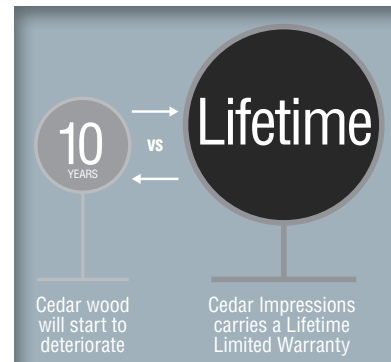 10
YEARS
vs
Lifetime
Cedar wood
will start to
deteriorate
Cedar Impressions
carries a Lifetime
Limited Warranty